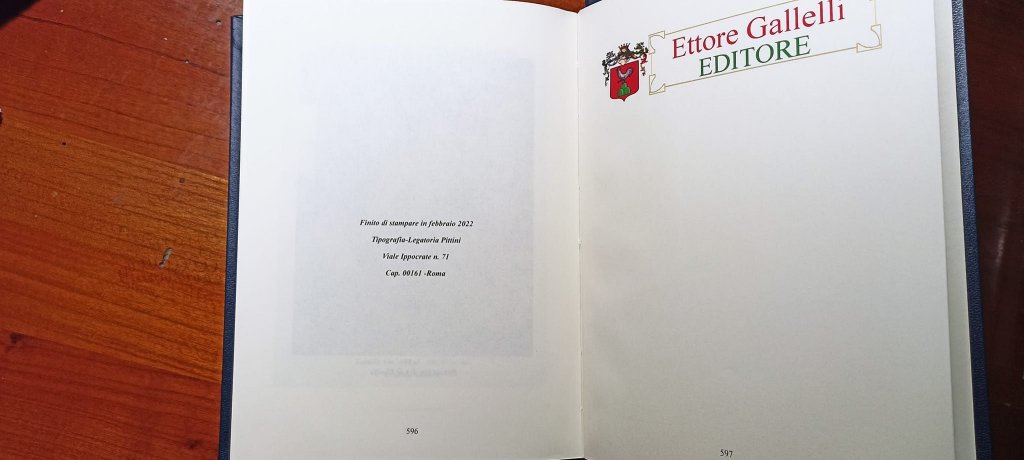 Finito di stampare in febbraio 2022
Tipografia-Legatoria Pittini
Viale Ippocrate n. 71
Cap. 00161 -Roma
596
Ettore Gallelli
EDITORE
597